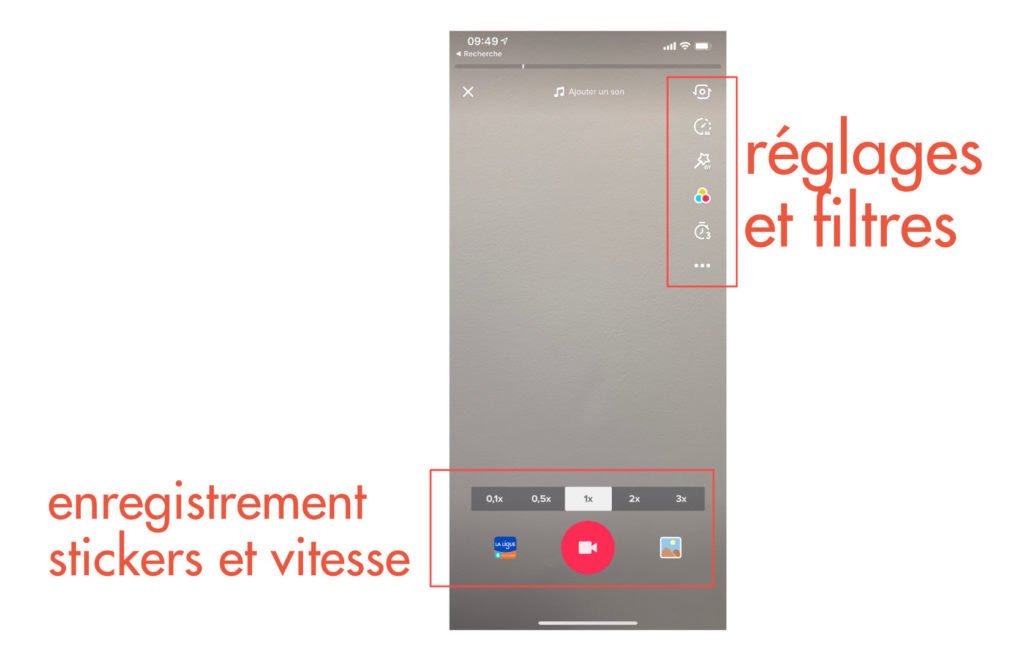 09:49
◀ Recherche
Ajouter un son
réglages
et filtres
3
enregistrement
stickers et vitesse
0,1x 0,5x 1x 2x 3x
LA LIGUE